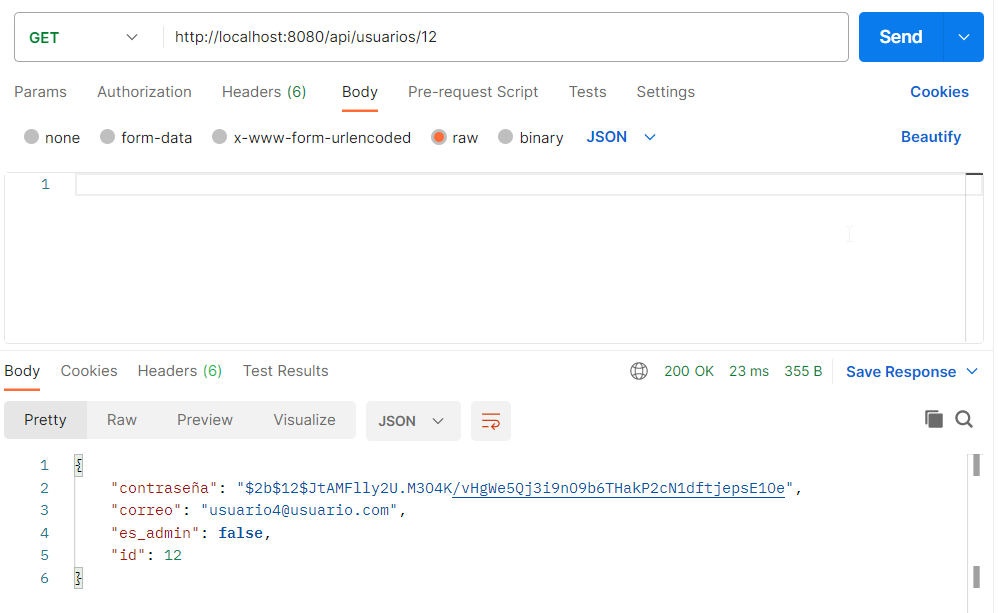 GET http://localhost:8080/api/usuarios/12 Send
Params Authorization Headers (6) Body Pre-request Script Tests Settings Cookies
none form-data x-www-form-urlencoded raw binary JSON Beautify
1
Body Cookies Headers (6) Test Results 200 OK 23 ms 355 B Save Response
Pretty Raw Preview Visualize JSON
1 {
2 "contraseña": "$2b$12$JtAMFlly2U.M3O4K/vHgWe5Qj3i9nO9b6THakP2cN1dftjepsE1Oe",
3 "correo": "usuario4@usuario.com",
4 "es_admin": false,
5 "id": 12
6 }